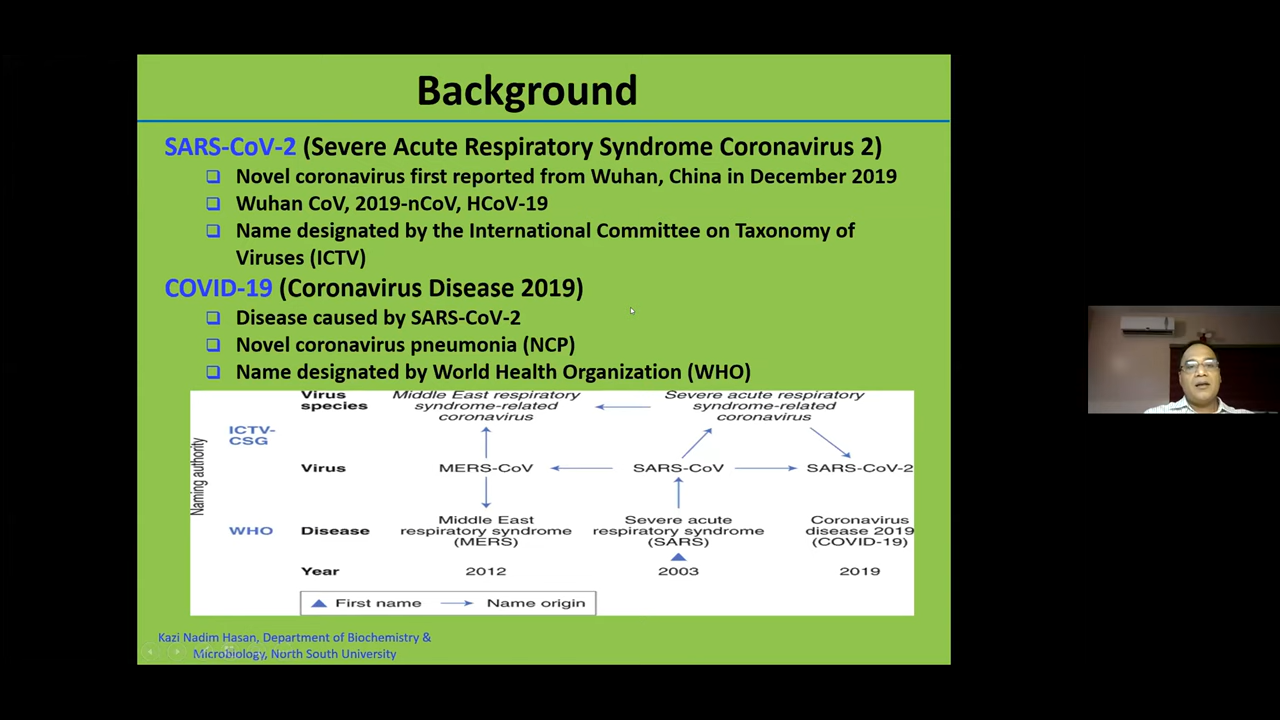 Background
SARS-CoV-2 (Severe Acute Respiratory Syndrome Coronavirus 2)
Novel coronavirus first reported from Wuhan, China in December 2019
Wuhan CoV, 2019-nCoV, HCoV-19
Name designated by the International Committee on Taxonomy of
Viruses (ICTV)
COVID-19 (Coronavirus Disease 2019)
Disease caused by SARS-CoV-2
Novel coronavirus pneumonia (NCP)
Name designated by World Health Organization (WHO)
Naming authority
Virus Middle East respiratory Severe acute respiratory
species syndrome-related syndrome-related
coronavirus coronavirus
ICTV-
CSG
Virus MERS-CoV SARS-CoV SARS-CoV-2
Middle East Severe acute Coronavirus
WHO Disease respiratory syndrome respiratory syndrome disease 2019
(MERS) (SARS) (COVID-19)
Year 2012 2003 2019
First name Name origin
Kazi Nadim Hasan, Department of Biochemistry &
Microbiology, North South University